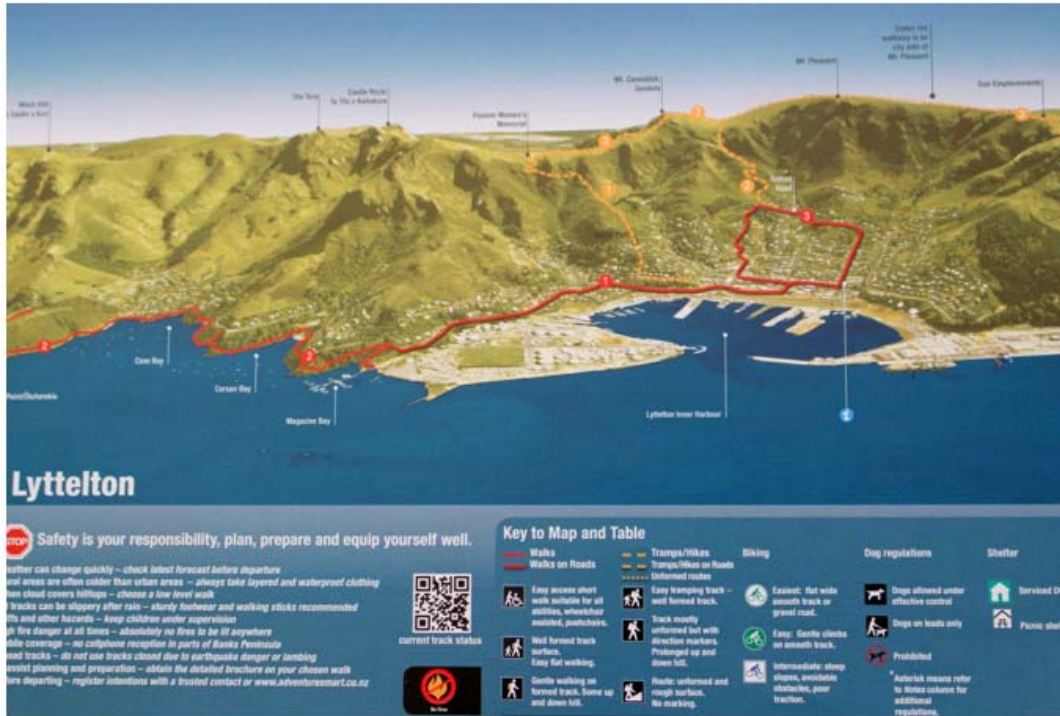 Crater rim
walkway is on
city side of
Mt. Pleasant
Mt. Pleasant
Mt. Cavendish
Gondola
Gun Emplacements
Witch Hill
The Tors
Castle Rock
Pioneer Women's
Memorial
Road
3
1
2
2
Cass Bay
Corsair Bay
Magazine Bay
Lyttelton Inner Harbour
Lyttelton
STOP
Safety is your responsibility, plan, prepare and equip yourself well.
can change quickly – check latest forecast before departure
areas are often colder than urban areas – always take layered and waterproof clothing
cloud covers hilltops – choose a low level walk
tracks can be slippery after rain – sturdy footwear and walking sticks recommended
and other hazards – keep children under supervision
fire danger at all times – absolutely no fires to be lit anywhere
coverage – no cellphone reception in parts of Banks Peninsula
tracks – do not use tracks closed due to earthquake danger or lambing
assist planning and preparation – obtain the detailed brochure on your chosen walk
departing – register intentions with a trusted contact or www.adventuresmart.co.nz
current track status
Key to Map and Table
Walks
Walks on Roads
Easy access short
walk suitable for all
abilities, wheelchair
assisted, pushchairs.
Well formed track
surface.
Easy flat walking.
Gentle walking on
formed track. Some up
and down hill.
Tramps/Hikes
Tramps/Hikes on Roads
Unformed routes
Easy tramping track –
well formed track.
Track mostly
unformed but with
direction markers.
Prolonged up and
down hill.
Route: unformed and
rough surface.
No marking.
Biking
Easiest: flat wide
smooth track or
gravel road.
Easy: Gentle climbs
on smooth track.
Intermediate: steep
slopes, avoidable
obstacles, poor
traction.
Dog regulations
Dogs allowed under
effective control
Dogs on leads only
Prohibited
* Asterisk means refer
to Notes column for
additional
regulations.
Shelter
Serviced
Picnic